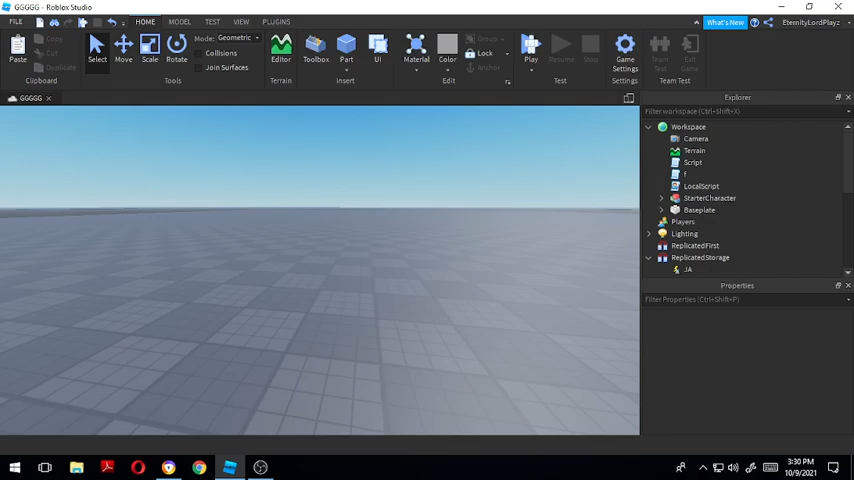 GGGGG - Roblox Studio
FILE HOME MODEL TEST VIEW PLUGINS What's New EternityLordPlayz
Paste Copy Cut Duplicate
Select Move Scale Rotate
Mode: Geometric
Collisions
Join Surfaces
Editor Toolbox Part UI
Material Color Group Lock Anchor
Play Resume Stop
Game Settings
Team Test
Exit Game
Clipboard Tools Terrain Insert Edit Test Settings Team Test
GGGGG
Explorer
Filter workspace (Ctrl+Shift+X)
Workspace
Camera
Terrain
Script
f
LocalScript
StarterCharacter
Baseplate
Players
Lighting
ReplicatedFirst
ReplicatedStorage
JA
Properties
Filter Properties (Ctrl+Shift+P)
3:30 PM
10/9/2021